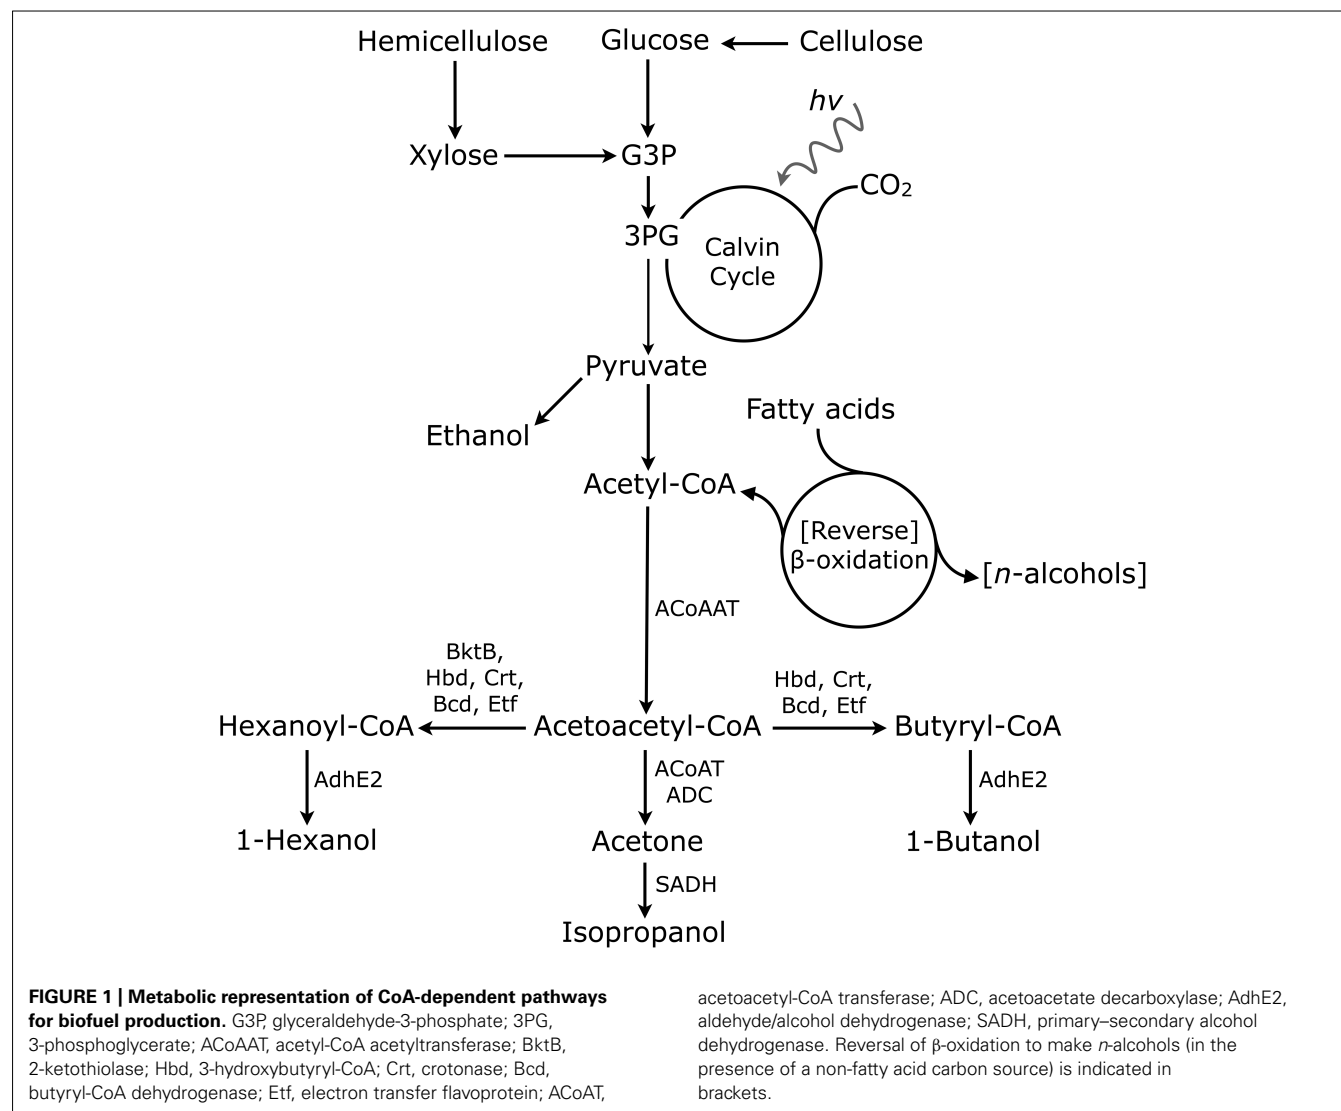 Hemicellulose
Glucose
Cellulose
hv
Xylose
G3P
CO₂
3PG
Calvin
Cycle
Pyruvate
Fatty acids
Ethanol
Acetyl-CoA
[Reverse]
β-oxidation
[n-alcohols]
ACoAAT
BktB,
Hbd, Crt,
Bcd, Etf
Hbd, Crt,
Bcd, Etf
Hexanoyl-CoA
Acetoacetyl-CoA
Butyryl-CoA
AdhE2
ACoAT
ADC
AdhE2
1-Hexanol
Acetone
1-Butanol
SADH
Isopropanol
FIGURE 1 | Metabolic representation of CoA-dependent pathways
for biofuel production. G3P, glyceraldehyde-3-phosphate; 3PG,
3-phosphoglycerate; ACoAAT, acetyl-CoA acetyltransferase; BktB,
2-ketothiolase; Hbd, 3-hydroxybutyryl-CoA; Crt, crotonase; Bcd,
butyryl-CoA dehydrogenase; Etf, electron transfer flavoprotein; ACoAT,
acetoacetyl-CoA transferase; ADC, acetoacetate decarboxylase; AdhE2,
aldehyde/alcohol dehydrogenase; SADH, primary–secondary alcohol
dehydrogenase. Reversal of β-oxidation to make n-alcohols (in the
presence of a non-fatty acid carbon source) is indicated in
brackets.